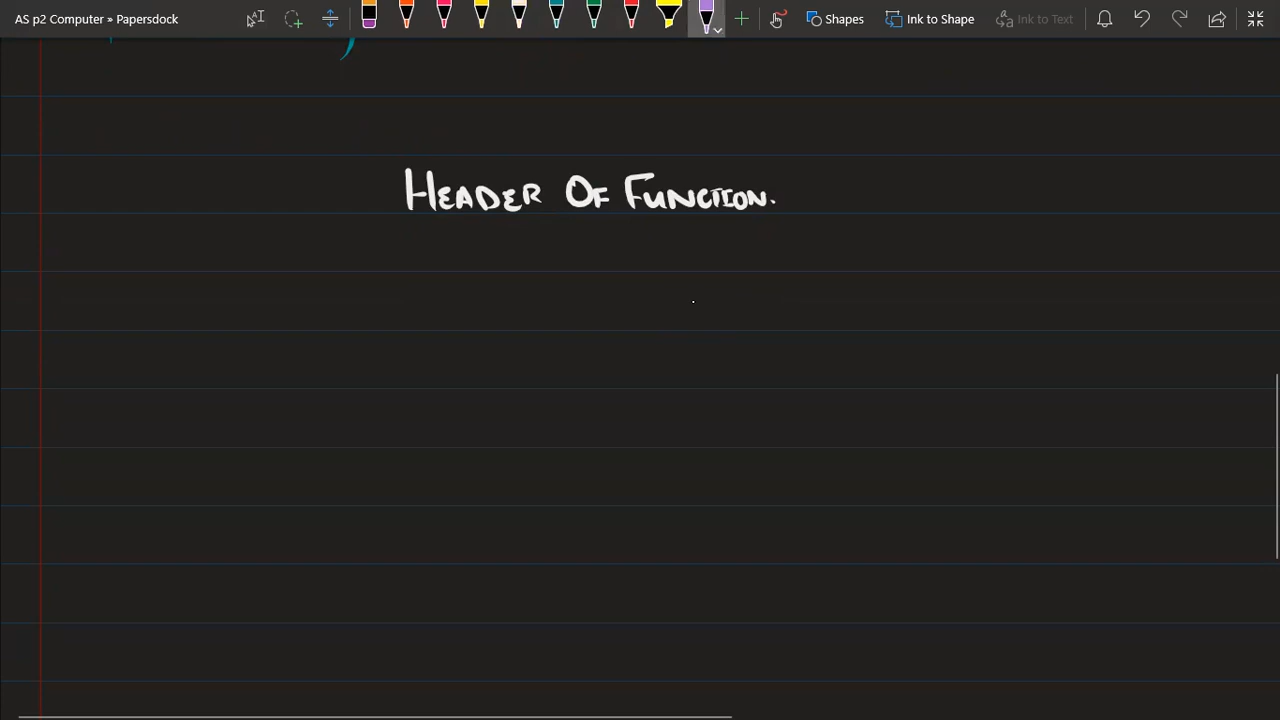 AS p2 Computer » Papersdock
Shapes
Ink to Shape
Ink to Text
HEADER OF FUNCTION.